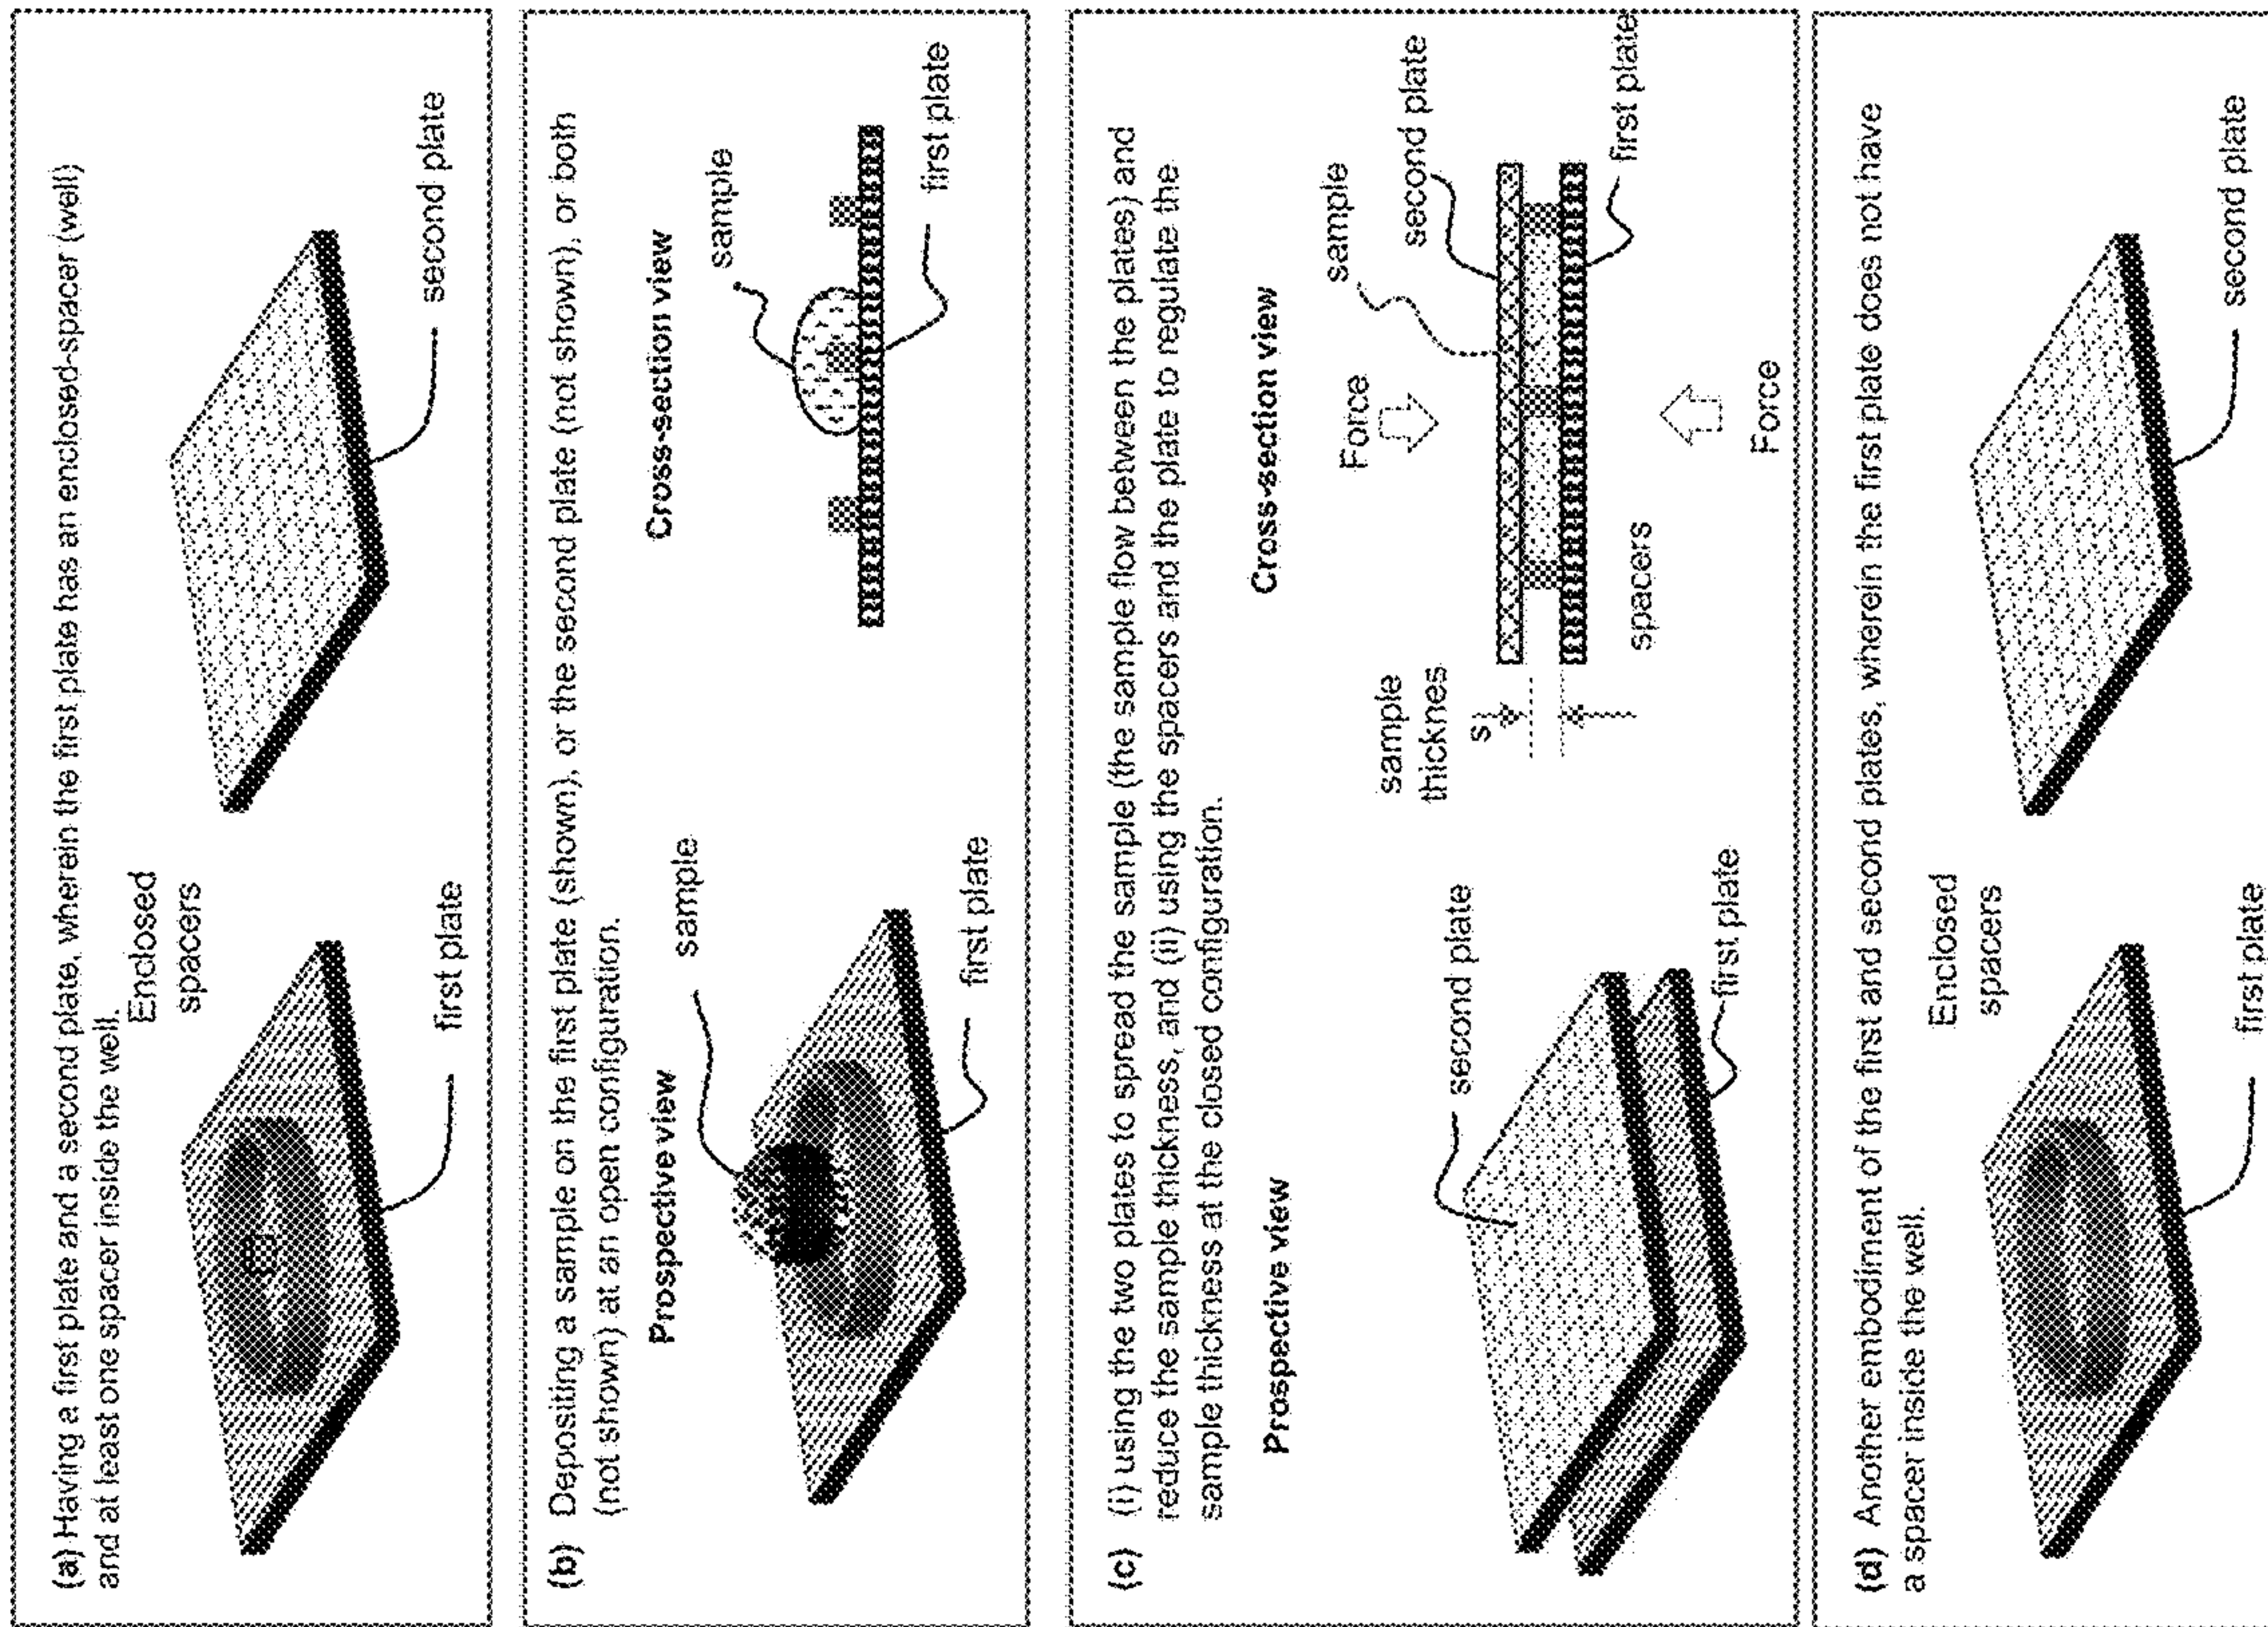 (a) Having a first plate and a second plate, wherein the first plate has an enclosed-spacer (well)
and at least one spacer inside the well.
Enclosed
spacers
first plate
second plate
(b) Depositing a sample on the first plate (shown), or the second plate (not shown), or both
(not shown) at an open configuration.
Prospective view
Cross-section view
sample
first plate
sample
first plate
(c) (i) using the two plates to spread the sample (the sample flow between the plates) and
reduce the sample thickness, and (ii) using the spacers and the plate to regulate the
sample thickness at the closed configuration.
Prospective view
Cross-section view
second plate
first plate
sample
thicknes
s
Force
sample
second plate
first plate
spacers
Force
(d) Another embodiment of the first and second plates, wherein the first plate does not have
a spacer inside the well.
Enclosed
spacers
first plate
second plate